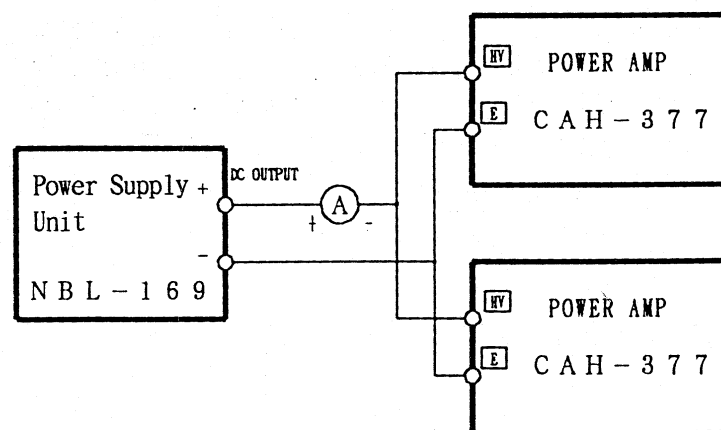 HV POWER AMP
E CAH-377
Power Supply +
Unit
-
NBL-169
DC OUTPUT
A
+ -
HV POWER AMP
E CAH-377